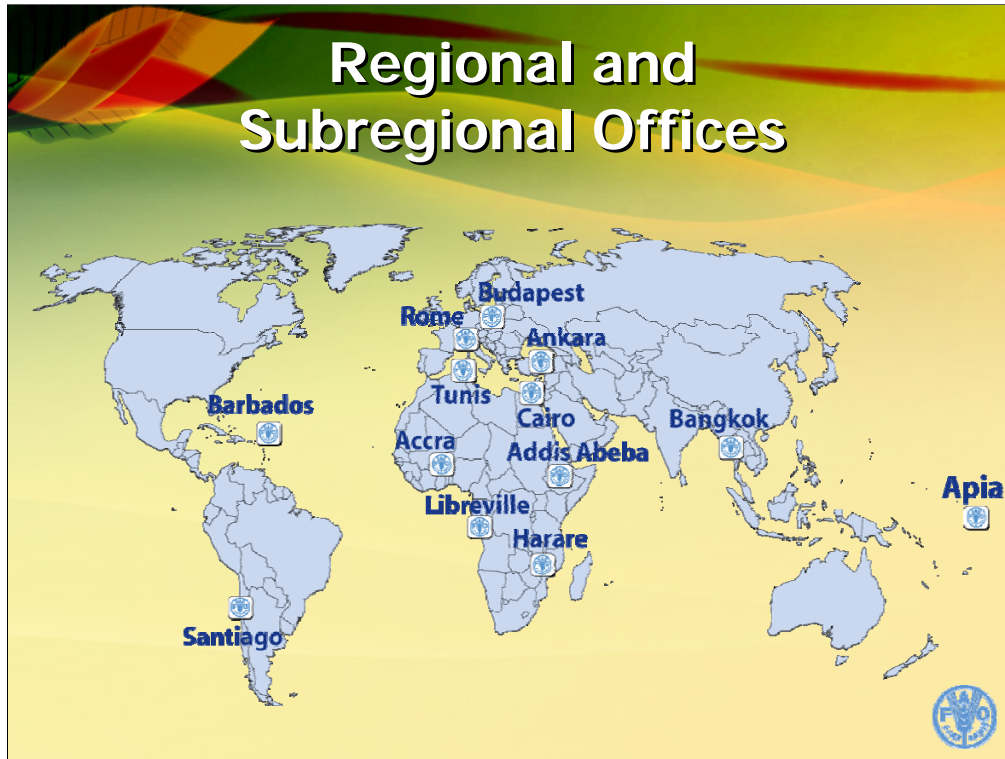 Regional and
Subregional Offices
Budapest
Rome
Ankara
Tunis
Cairo
Barbados
Bangkok
Accra
Addis Abeba
Apia
Libreville
Harare
Santiago
F A O